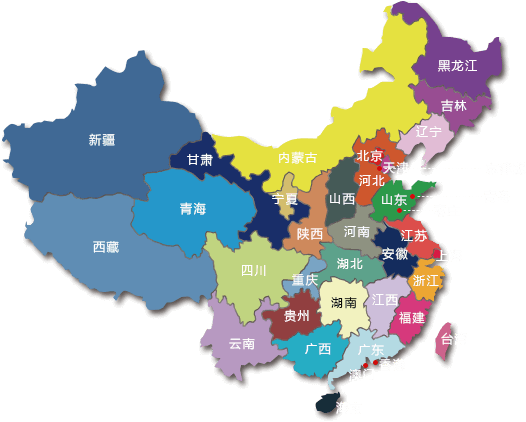 黑龙江
吉林
辽宁
新疆
甘肃
内蒙古
北京
天津
河北
宁夏
山西
山东
青海
陕西
河南
江苏
西藏
四川
重庆
湖北
安徽
上
浙江
贵州
湖南
江西
福建
云南
广西
广东
台